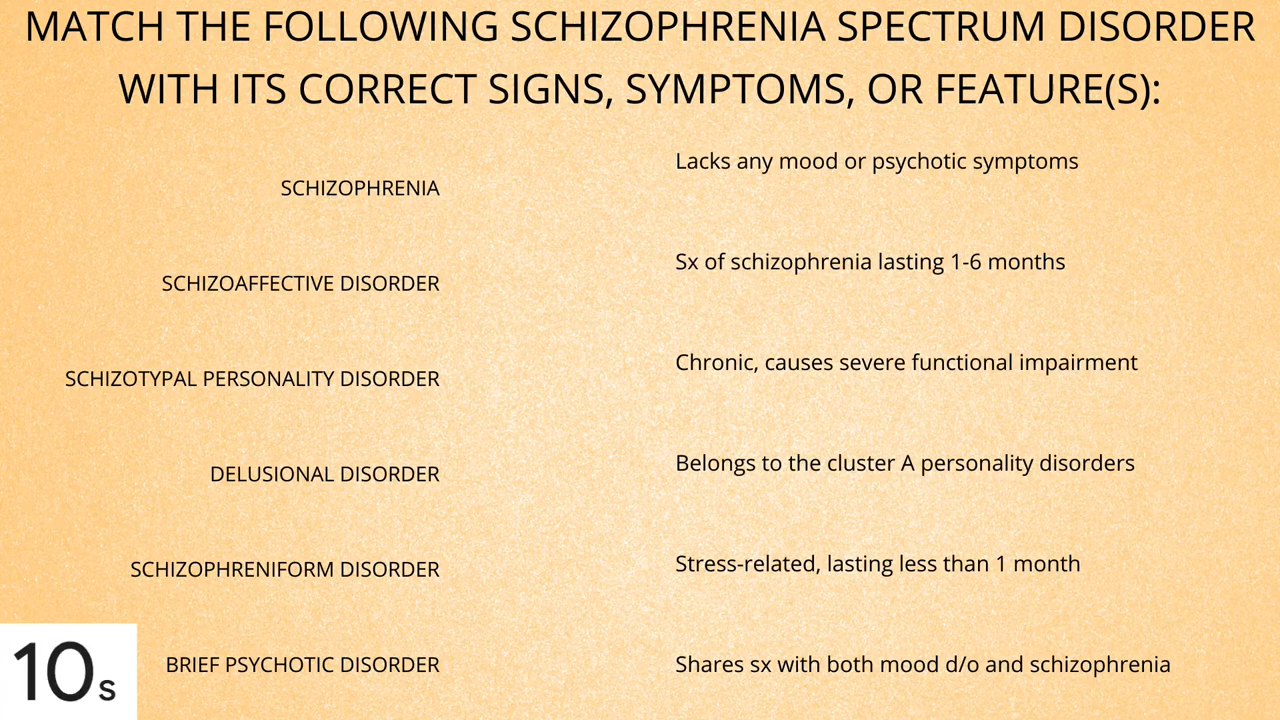 MATCH THE FOLLOWING SCHIZOPHRENIA SPECTRUM DISORDER
WITH ITS CORRECT SIGNS, SYMPTOMS, OR FEATURE(S):
SCHIZOPHRENIA
SCHIZOAFFECTIVE DISORDER
SCHIZOTYPAL PERSONALITY DISORDER
DELUSIONAL DISORDER
SCHIZOPHRENIFORM DISORDER
BRIEF PSYCHOTIC DISORDER
Lacks any mood or psychotic symptoms
Sx of schizophrenia lasting 1-6 months
Chronic, causes severe functional impairment
Belongs to the cluster A personality disorders
Stress-related, lasting less than 1 month
Shares sx with both mood d/o and schizophrenia
10s